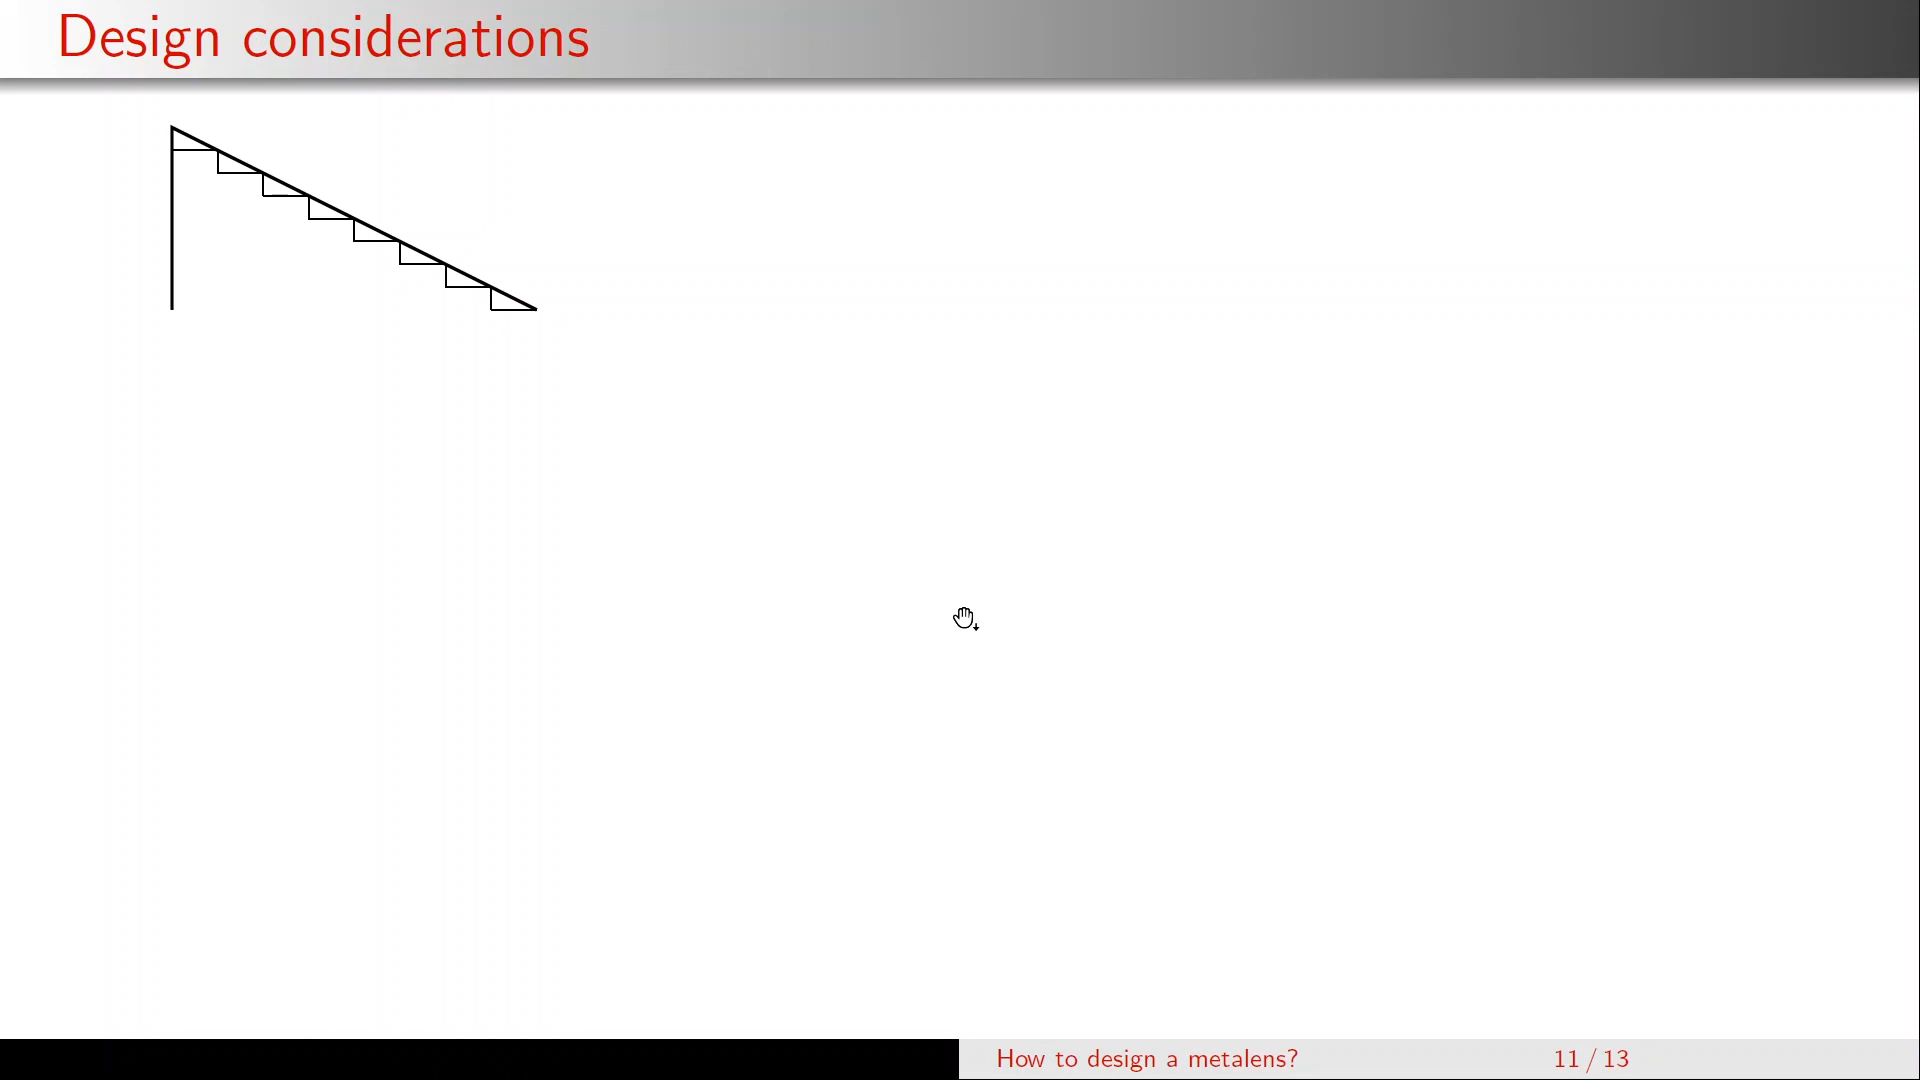 Design considerations
How to design a metalens?
11 / 13